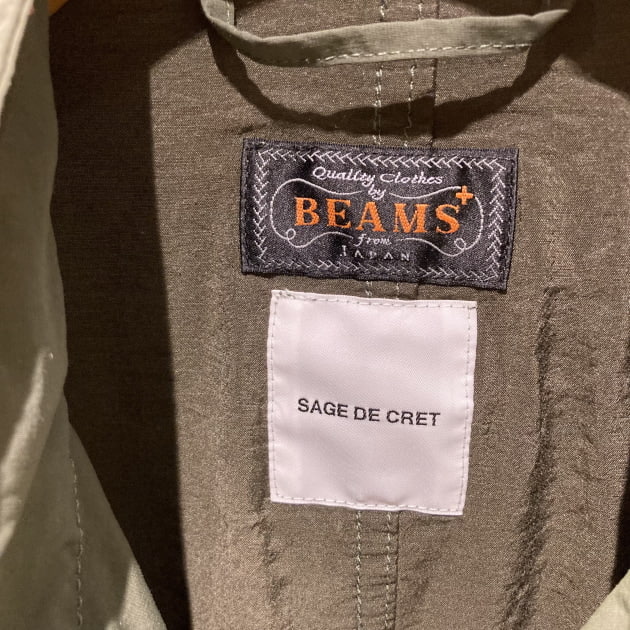 Quality Clothes
by
BEAMS+
from
JAPAN
SAGE DE CRET